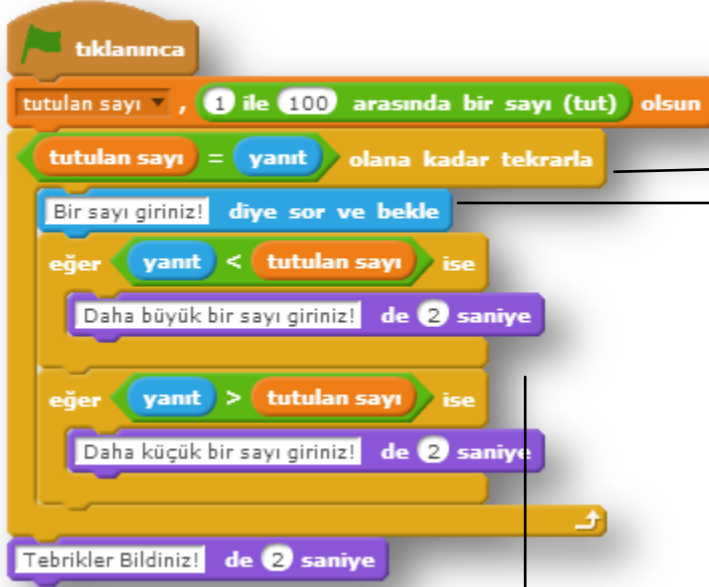 tıklanınca
tutulan sayı , 1 ile 100 arasında bir sayı (tut) olsun
tutulan sayı = yanıt olana kadar tekrarla
Bir sayı giriniz! diye sor ve bekle
eğer yanıt < tutulan sayı ise
Daha büyük bir sayı giriniz! de 2 saniye
eğer yanıt > tutulan sayı ise
Daha küçük bir sayı giriniz! de 2 saniye
Tebrikler Bildiniz! de 2 saniye